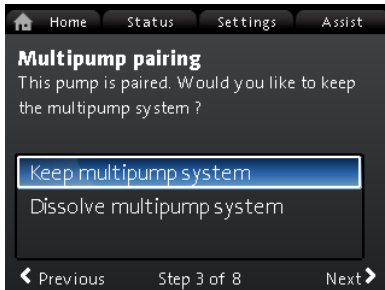 Home Status Settings Assist
Multipump pairing
This pump is paired. Would you like to keep
the multipump system ?
Keep multipump system
Dissolve multipump system
Previous Step 3 of 8 Next